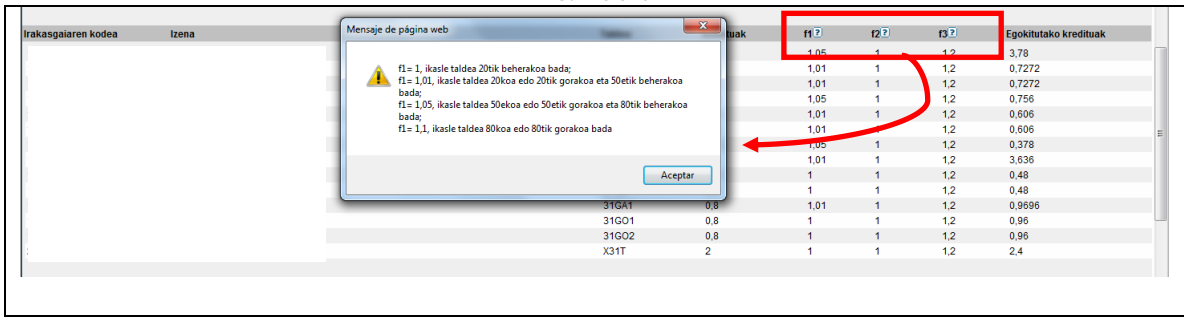 Irakasgaiaren kodea Izena tuak f1 ? f2 ? f3 ? Egokitutako kredituak
Mensaje de página web
f1= 1, ikasle taldea 20tik beherakoa bada;
f1= 1,01, ikasle taldea 20koa edo 20tik gorakoa eta 50etik beherakoa
bada;
f1= 1,05, ikasle taldea 50ekoa edo 50etik gorakoa eta 80tik beherakoa
bada;
f1= 1,1, ikasle taldea 80koa edo 80tik gorakoa bada
Aceptar
1,05 1 1,2 3,78
1,01 1 1,2 0,7272
1,01 1 1,2 0,7272
1,05 1 1,2 0,756
1,01 1 1,2 0,606
1,01 1 1,2 0,606
1,05 1 1,2 0,378
1,01 1 1,2 3,636
1 1 1,2 0,48
1 1 1,2 0,48
31GA1 0,8 1,01 1 1,2 0,9696
31GO1 0,8 1 1 1,2 0,96
31GO2 0,8 1 1 1,2 0,96
X31T 2 1 1 1,2 2,4